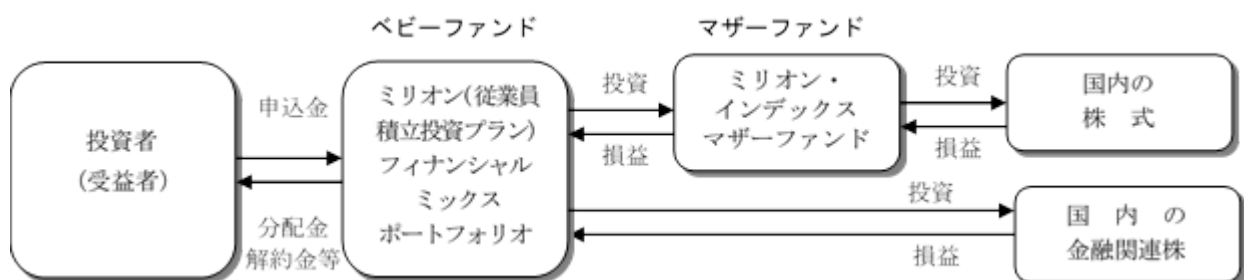 ベビーファンド
マザーファンド
投資者
(受益者)
申込金
分配金
解約金等
ミリオン(従業員
積立投資プラン)
フィナンシャル
ミックス
ポートフォリオ
投資
損益
ミリオン・
インデックス
マザーファンド
投資
損益
国内の
株　式
投資
損益
国　内　の
金融関連株